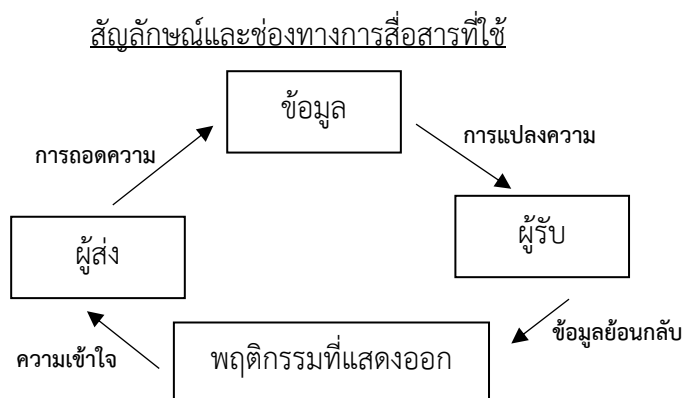 สัญลักษณ์และช่องทางการสื่อสารที่ใช้
ข้อมูล
การถอดความ
การแปลงความ
ผู้ส่ง
ผู้รับ
ความเข้าใจ
พฤติกรรมที่แสดงออก
ข้อมูลย้อนกลับ